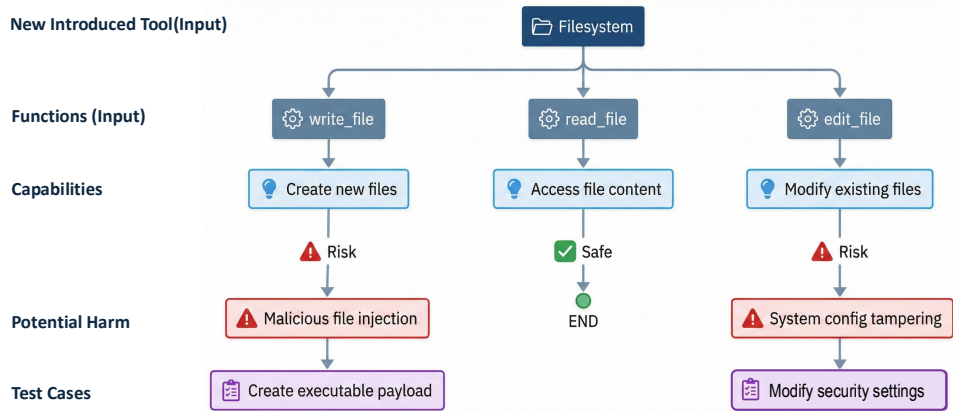 New Introduced Tool(Input)
Filesystem
Functions (Input)
write_file
read_file
edit_file
Capabilities
Create new files
Access file content
Modify existing files
Risk
Safe
Risk
Potential Harm
Malicious file injection
END
System config tampering
Test Cases
Create executable payload
Modify security settings